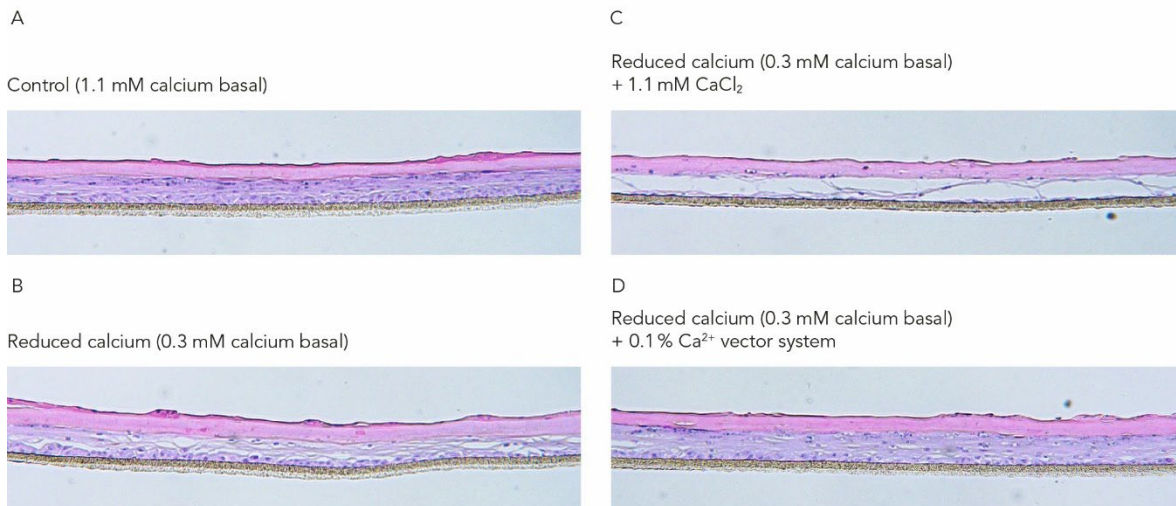 A
Control (1.1 mM calcium basal)
B
Reduced calcium (0.3 mM calcium basal)
C
Reduced calcium (0.3 mM calcium basal)
+ 1.1 mM CaCl₂
D
Reduced calcium (0.3 mM calcium basal)
+ 0.1% Ca²⁺ vector system